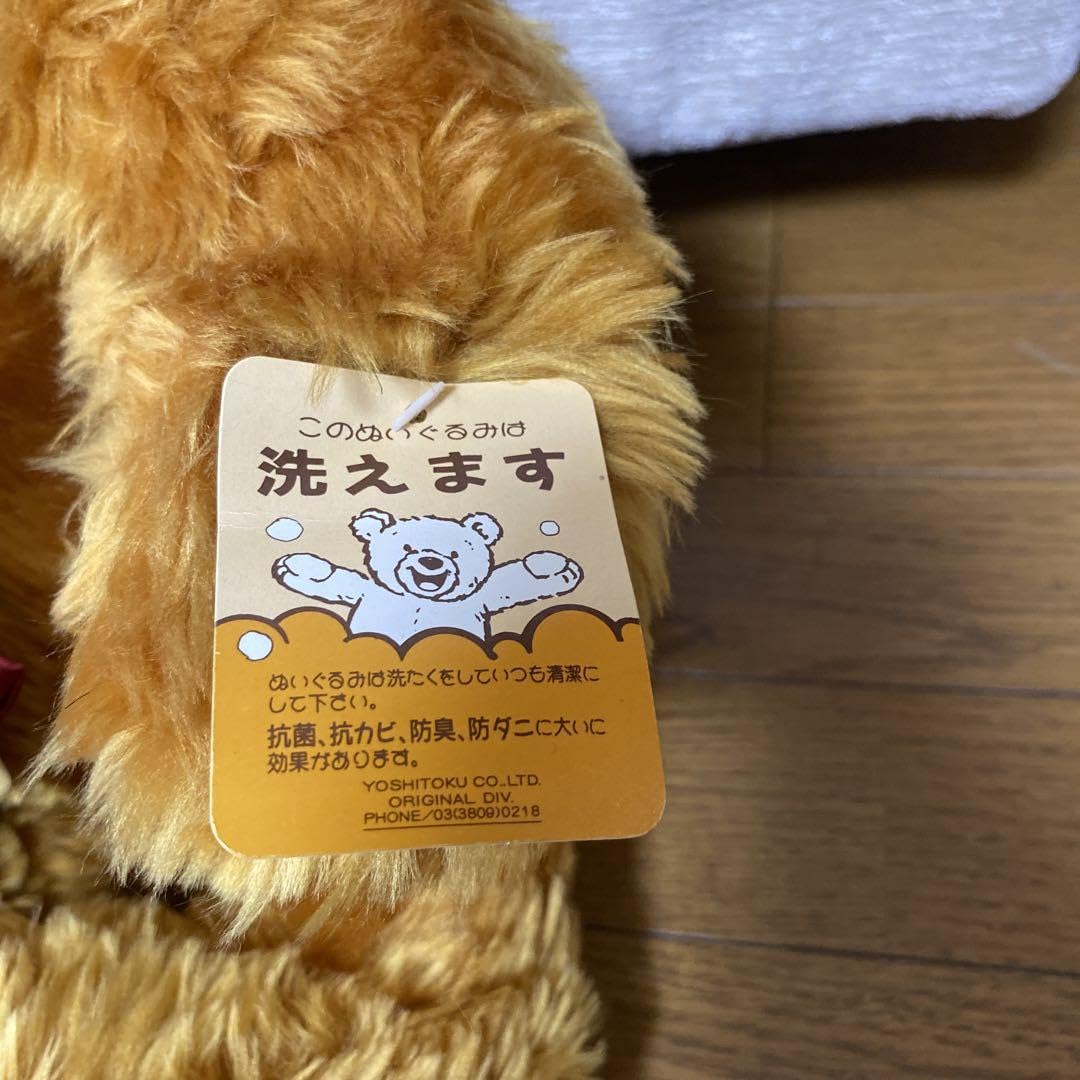 このぬいぐるみは
洗えます
ぬいぐるみは洗たくをしていつも清潔に
して下さい。
抗菌、抗カビ、防臭、防ダニに大いに
効果があります。
YOSHITOKU CO.,LTD.
ORIGINAL DIV.
PHONE/03(3809)0218